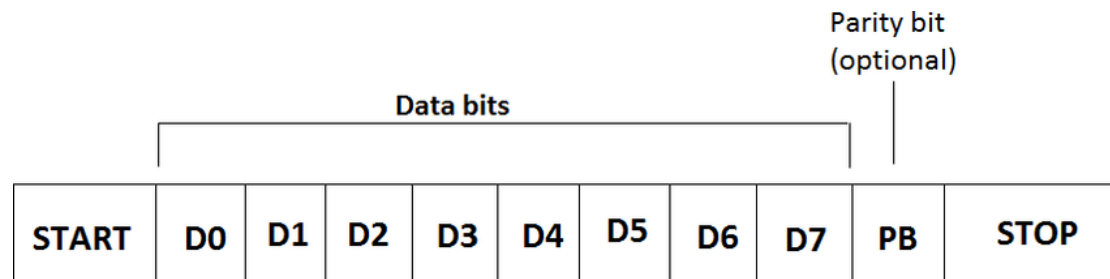 Parity bit
(optional)
Data bits
START D0 D1 D2 D3 D4 D5 D6 D7 PB STOP